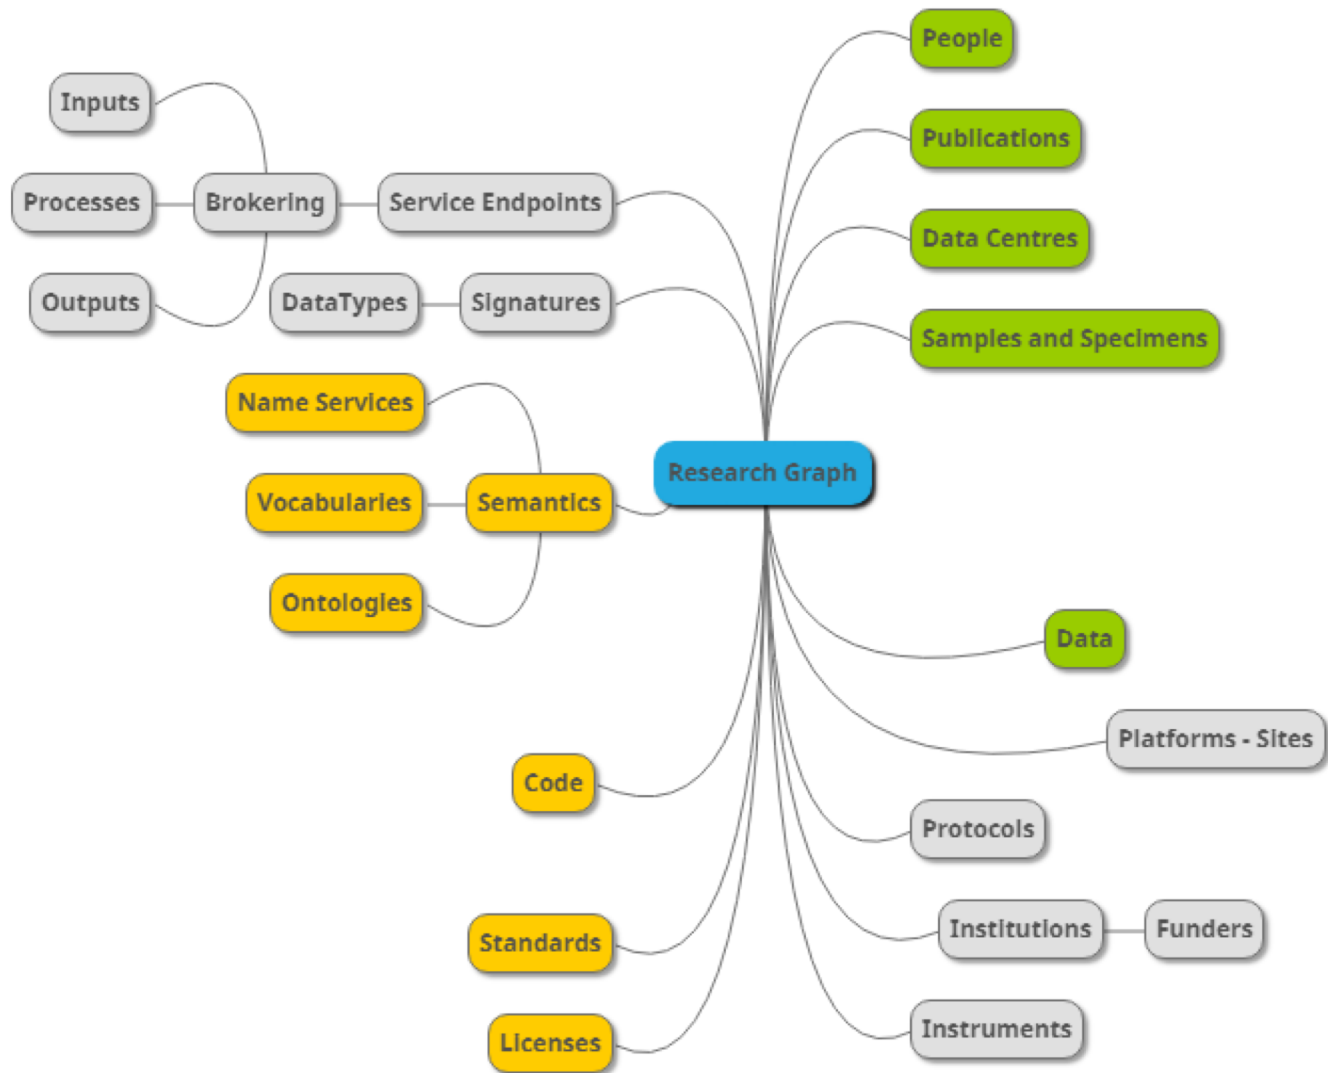 People
Inputs
Publications
Processes
Brokering
Service Endpoints
Data Centres
Outputs
DataTypes
Signatures
Samples and Specimens
Name Services
Research Graph
Vocabularies
Semantics
Ontologies
Data
Platforms - Sites
Code
Protocols
Standards
Institutions
Funders
Licenses
Instruments